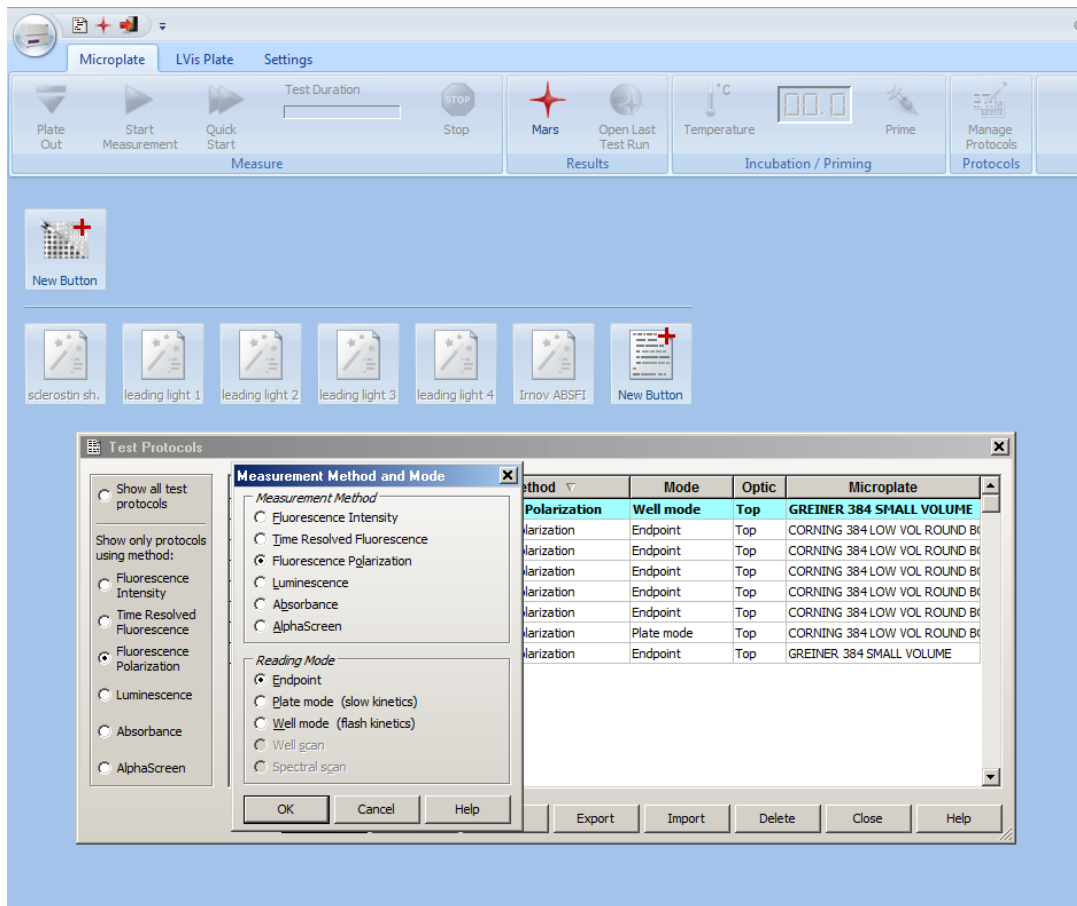 Microplate LVis Plate Settings
Test Duration
°C
00.0
STOP
Plate Out
Start Measurement
Quick Start
Stop
Mars
Open Last Test Run
Temperature
Prime
Manage Protocols
Measure Results Incubation / Priming Protocols
New Button
sclerostin sh. leading light 1 leading light 2 leading light 3 leading light 4 Irnov ABSFI New Button
Test Protocols
Show all test
protocols
Show only protocols
using method:
Fluorescence
Intensity
Time Resolved
Fluorescence
Fluorescence
Polarization
Luminescence
Absorbance
AlphaScreen
Measurement Method and Mode
Measurement Method
Fluorescence Intensity
Time Resolved Fluorescence
Fluorescence Polarization
Luminescence
Absorbance
AlphaScreen
Reading Mode
Endpoint
Plate mode (slow kinetics)
Well mode (flash kinetics)
Well scan
Spectral scan
OK Cancel Help
ethod Mode Optic Microplate
Polarization Well mode Top GREINER 384 SMALL VOLUME
larization Endpoint Top CORNING 384 LOW VOL ROUND BO
larization Endpoint Top CORNING 384 LOW VOL ROUND BO
larization Endpoint Top CORNING 384 LOW VOL ROUND BO
larization Endpoint Top CORNING 384 LOW VOL ROUND BO
larization Endpoint Top CORNING 384 LOW VOL ROUND BO
larization Plate mode Top CORNING 384 LOW VOL ROUND BO
larization Endpoint Top GREINER 384 SMALL VOLUME
Export Import Delete Close Help